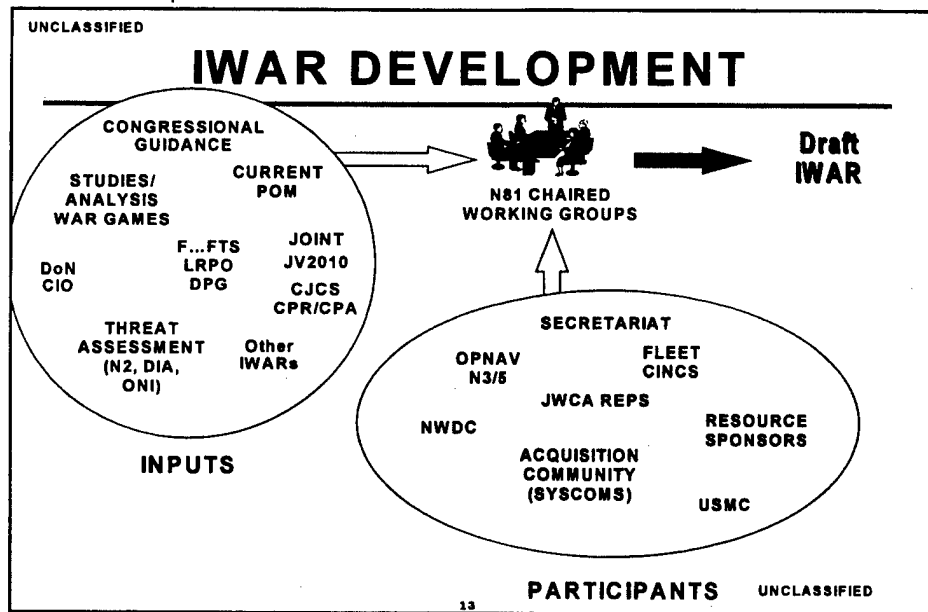 UNCLASSIFIED
IWAR DEVELOPMENT
CONGRESSIONAL
GUIDANCE
STUDIES/
ANALYSIS
WAR GAMES
CURRENT
POM
F...FTS
LRPO
DPG
JOINT
JV2010
CJCS
CPR/CPA
DoN
CIO
THREAT
ASSESSMENT
(N2, DIA,
ONI)
Other
IWARs
INPUTS
N81 CHAIRED
WORKING GROUPS
Draft
IWAR
SECRETARIAT
OPNAV
N3/5
FLEET
CINCS
JWCA REPS
NWDC
RESOURCE
SPONSORS
ACQUISITION
COMMUNITY
(SYSCOMS)
USMC
PARTICIPANTS
UNCLASSIFIED
13